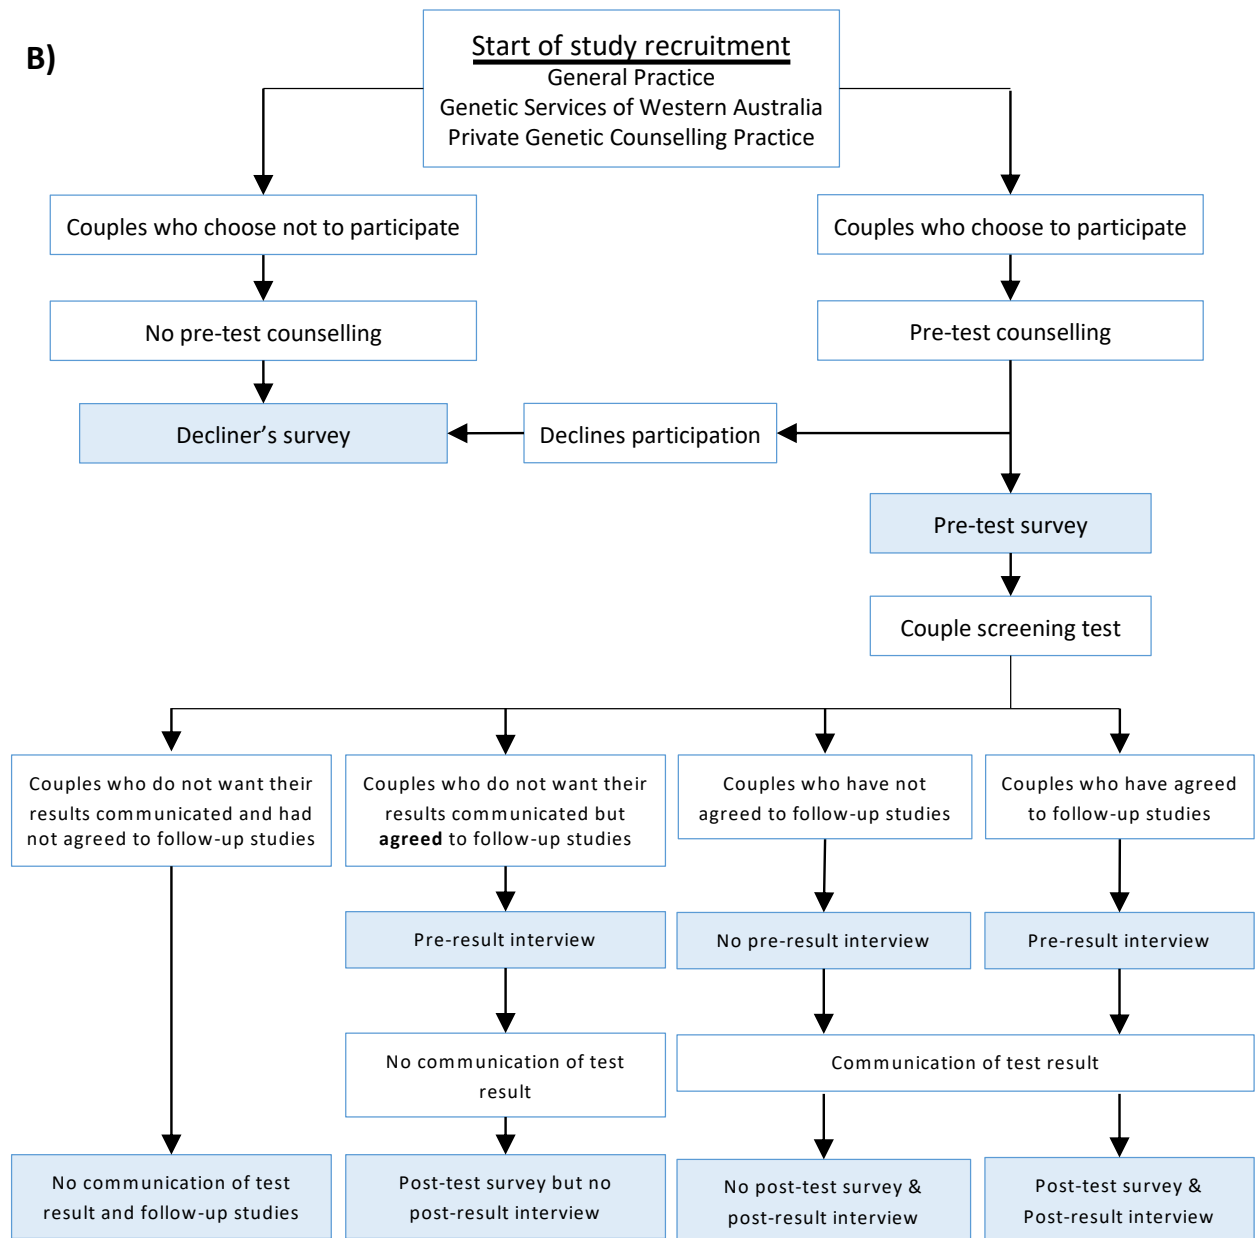 B)
Start of study recruitment
General Practice
Genetic Services of Western Australia
Private Genetic Counselling Practice
Couples who choose not to participate
Couples who choose to participate
No pre-test counselling
Pre-test counselling
Decliner’s survey
Declines participation
Pre-test survey
Couple screening test
Couples who do not want their
results communicated and had
not agreed to follow-up studies
Couples who do not want their
results communicated but
agreed to follow-up studies
Couples who have not
agreed to follow-up studies
Couples who have agreed
to follow-up studies
Pre-result interview
No pre-result interview
Pre-result interview
No communication of test
result
Communication of test result
No communication of test
result and follow-up studies
Post-test survey but no
post-result interview
No post-test survey &
post-result interview
Post-test survey &
Post-result interview